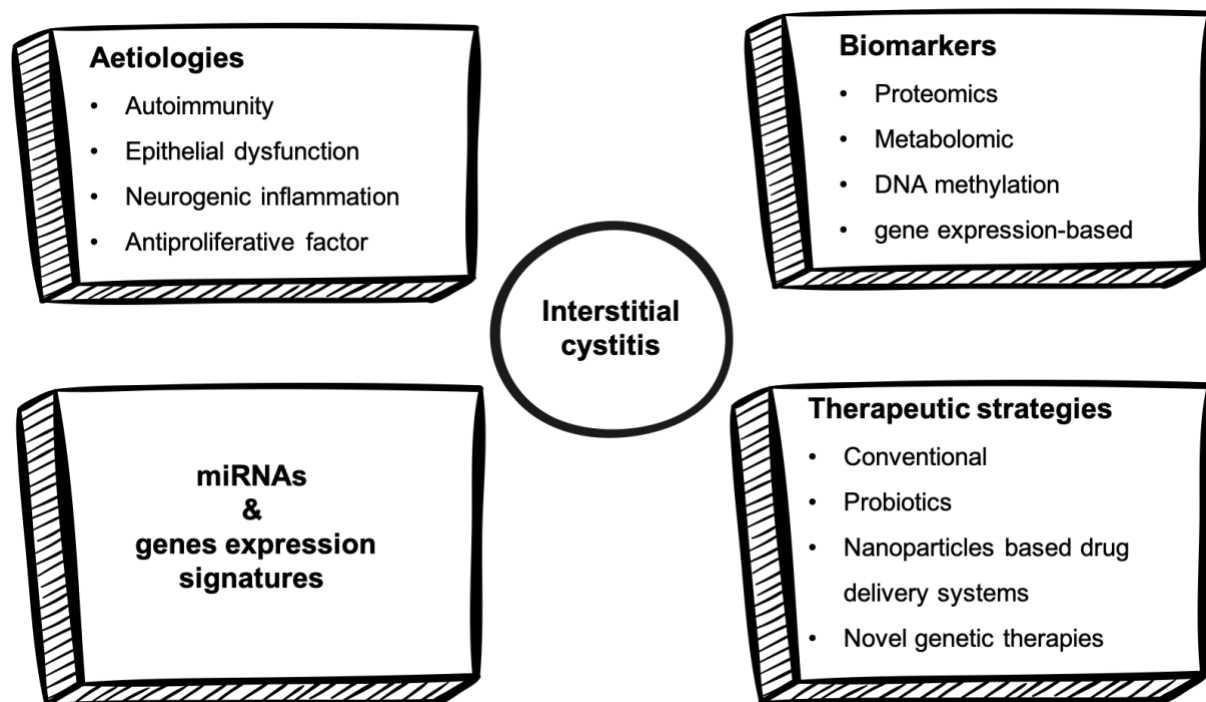 Aetiologies
• Autoimmunity
• Epithelial dysfunction
• Neurogenic inflammation
• Antiproliferative factor
Biomarkers
• Proteomics
• Metabolomic
• DNA methylation
• gene expression-based
Interstitial
cystitis
miRNAs
&
genes expression
signatures
Therapeutic strategies
• Conventional
• Probiotics
• Nanoparticles based drug
delivery systems
• Novel genetic therapies